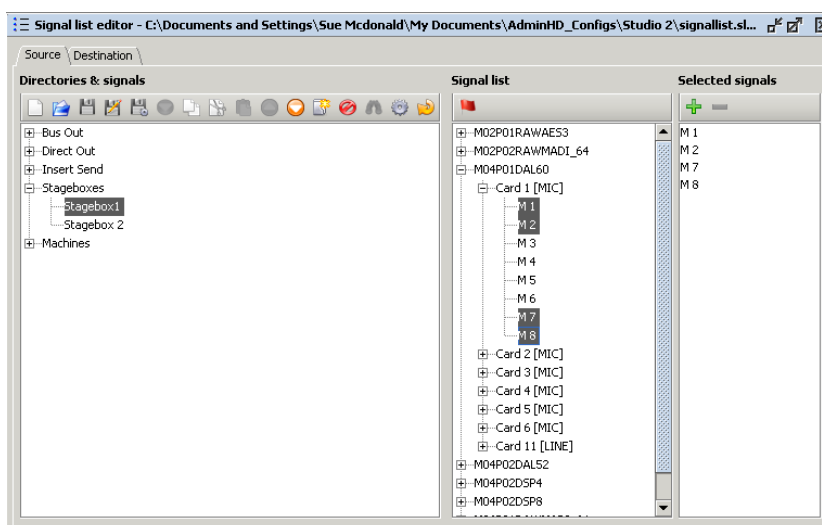 Signal list editor - C:\Documents and Settings\Sue Mcdonald\My Documents\AdminHD_Configs\Studio 2\signallist.sl...
Source
Destination
Directories & signals
Bus Out
Direct Out
Insert Send
Stageboxes
Stagebox1
Stagebox 2
Machines
Signal list
M02P01RAWAES3
M02P02RAWMADI_64
M04P01DAL60
Card 1 [MIC]
M 1
M 2
M 3
M 4
M 5
M 6
M 7
M 8
Card 2 [MIC]
Card 3 [MIC]
Card 4 [MIC]
Card 5 [MIC]
Card 6 [MIC]
Card 11 [LINE]
M04P02DAL52
M04P02DSP4
M04P02DSP8
Selected signals
M 1
M 2
M 7
M 8